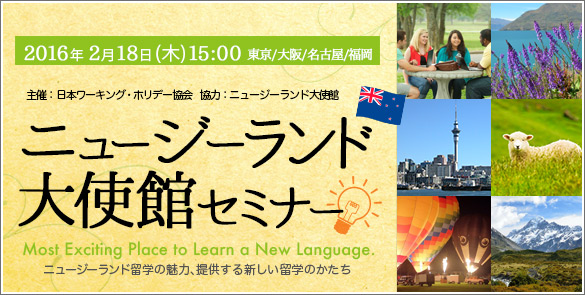 2016年 2月18日(木)15:00 東京/大阪/名古屋/福岡
主催：日本ワーキング・ホリデー協会 協力：ニュージーランド大使館
ニュージーランド
大使館セミナー
Most Exciting Place to Learn a New Language.
ニュージーランド留学の魅力、提供する新しい留学のかたち